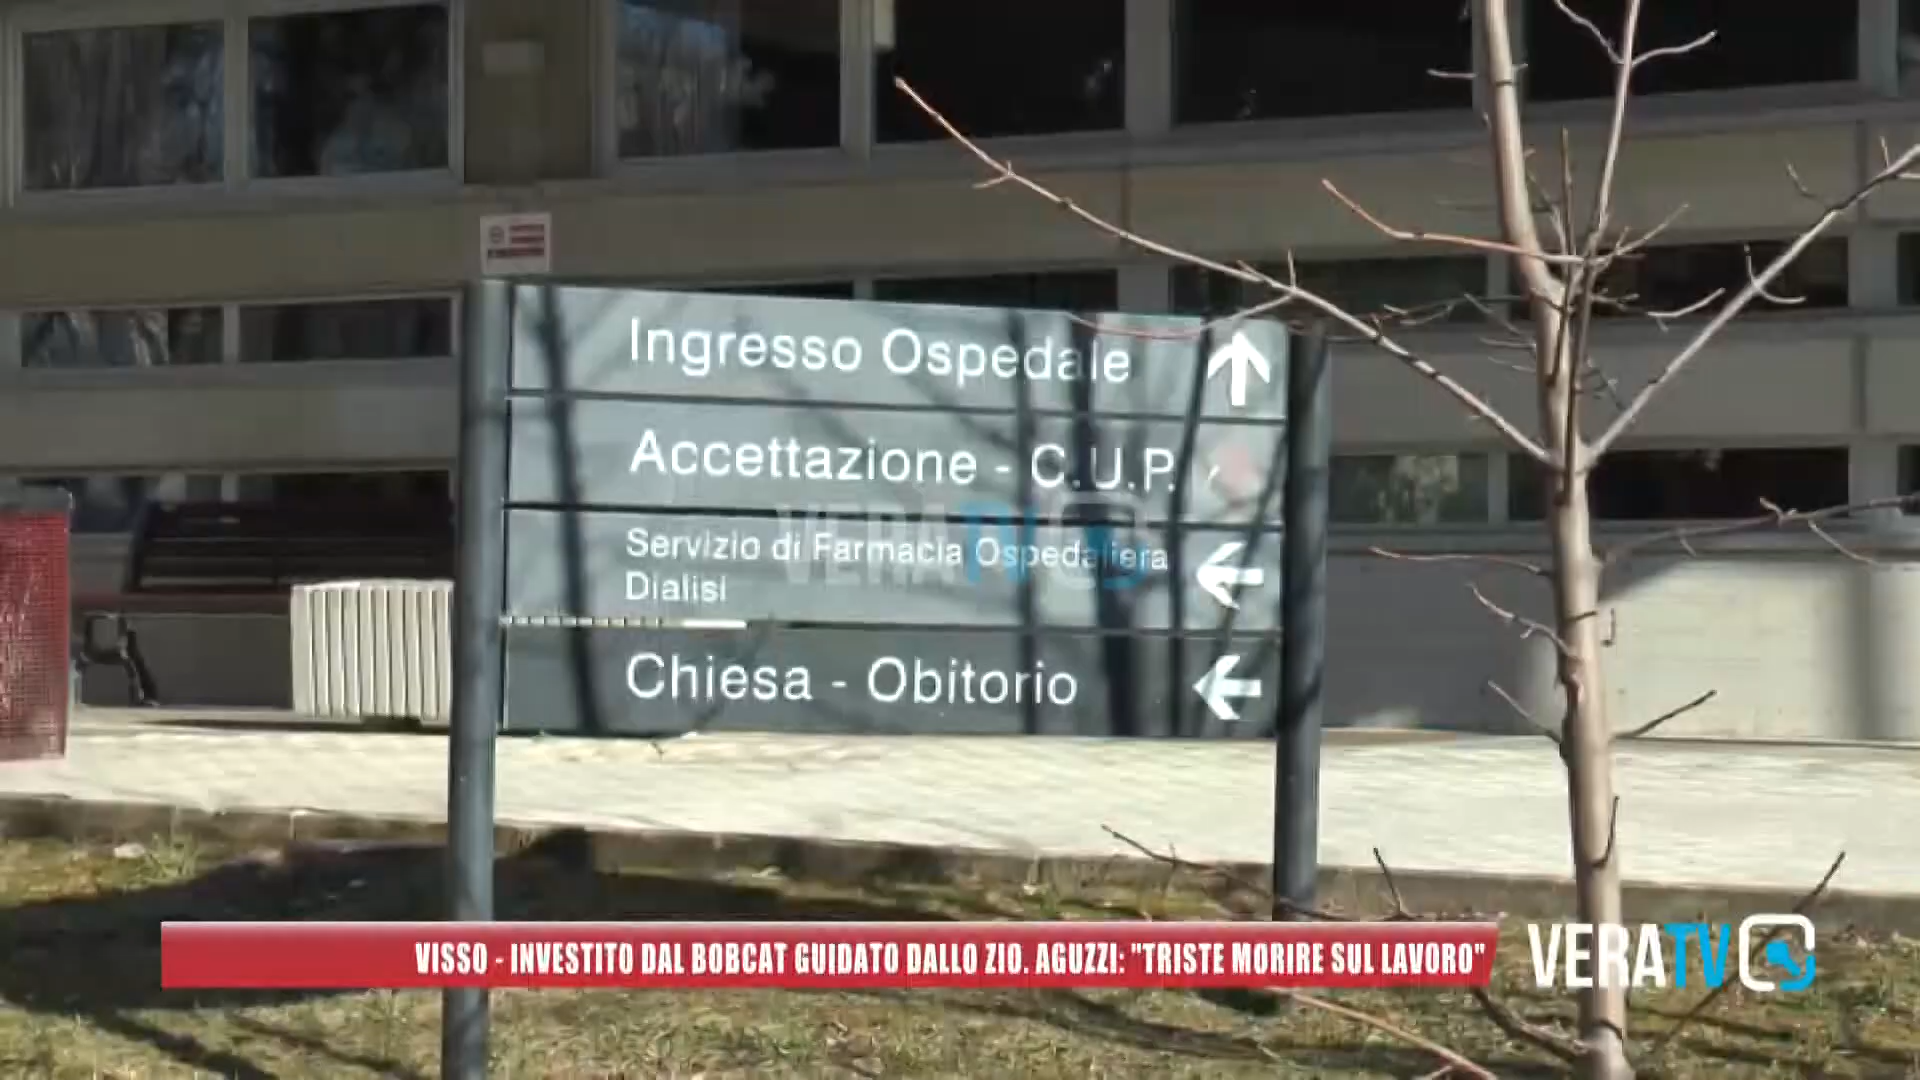 Ingresso Ospedale
Accettazione - C.U.P.
Servizio di Farmacia Ospedaliera
Dialisi
Chiesa - Obitorio
VERATV
VISSO - INVESTITO DAL BOBCAT GUIDATO DALLO ZIO. AGUZZI: "TRISTE MORIRE SUL LAVORO"
VERATV